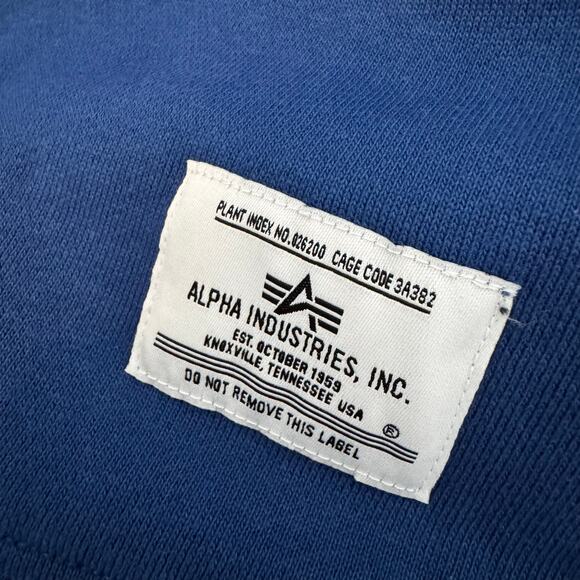 PLANT INDEX NO.026200 CAGE CODE 3A382
ALPHA INDUSTRIES, INC.
EST. OCTOBER 1959
KNOXVILLE, TENNESSEE USA
®
DO NOT REMOVE THIS LABEL